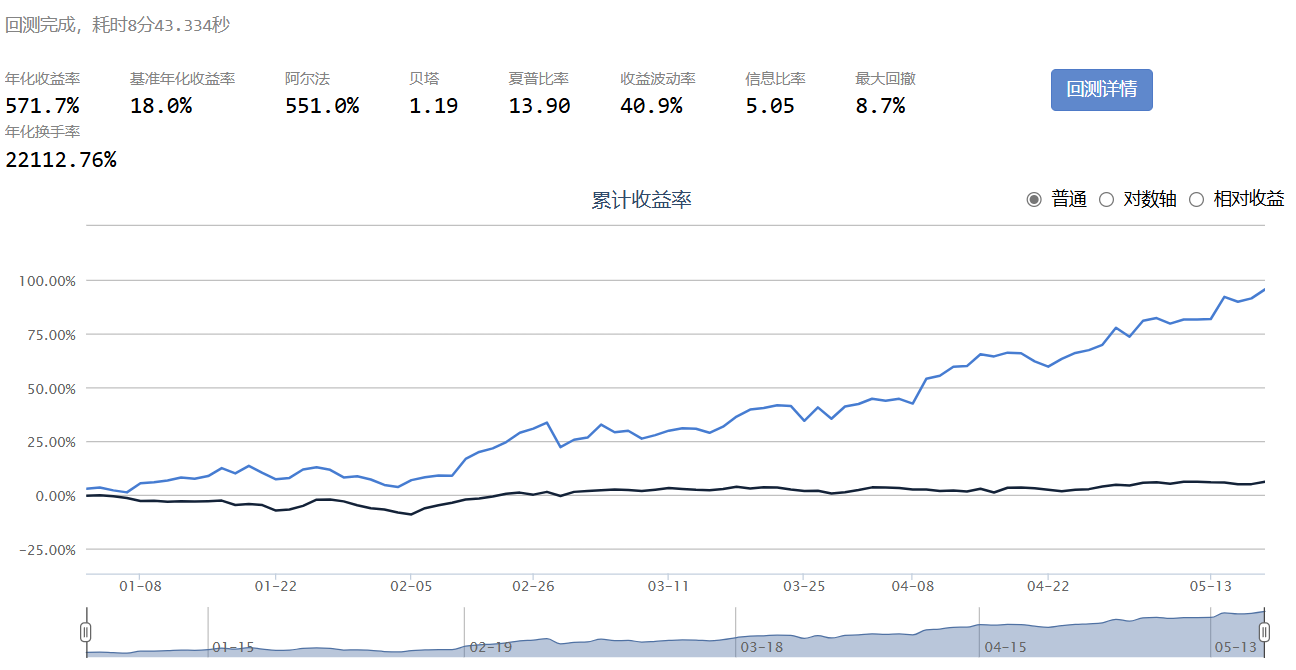 回测完成，耗时8分43.334秒
年化收益率 基准年化收益率 阿尔法 贝塔 夏普比率 收益波动率 信息比率 最大回撤
571.7% 18.0% 551.0% 1.19 13.90 40.9% 5.05 8.7%
回测详情
年化换手率
22112.76%
累计收益率
普通 对数轴 相对收益
100.00%
75.00%
50.00%
25.00%
0.00%
-25.00%
01-08 01-22 02-05 02-26 03-11 03-25 04-08 04-22 05-13
01-15 02-19 03-18 04-15 05-13